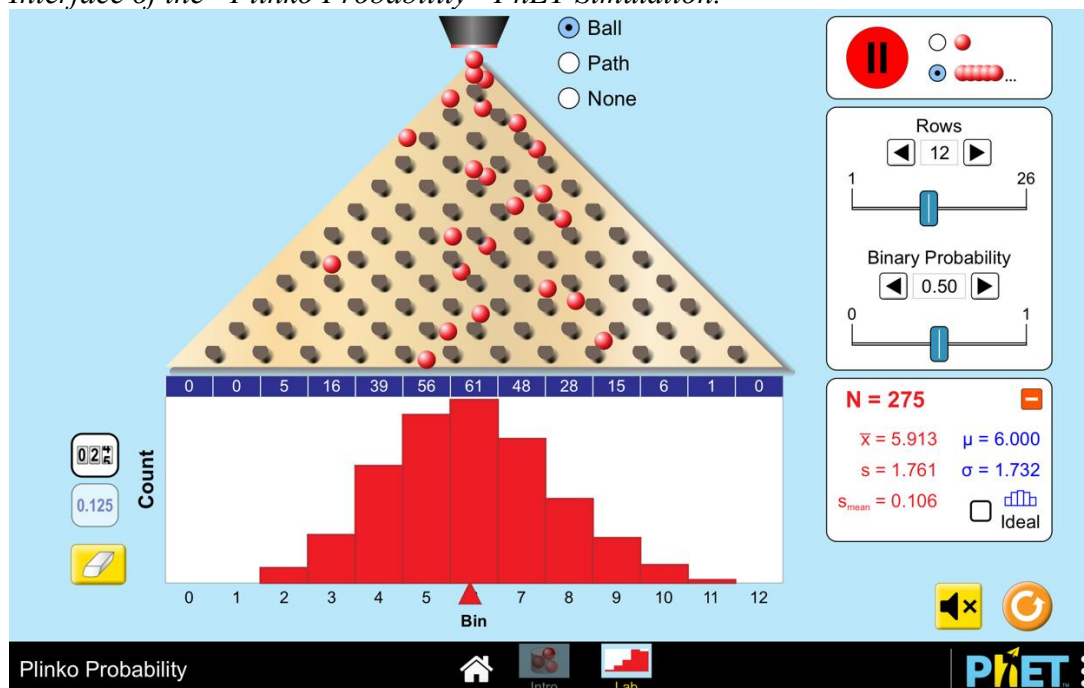 Interface of the "Plinko Probability" PhET Simulation.
Ball
Path
None
...
Rows
12
1 26
Binary Probability
0.50
0 1
0 0 5 16 39 56 61 48 28 15 6 1 0
N = 275
x̅ = 5.913 μ = 6.000
s = 1.761 σ = 1.732
s mean = 0.106
Ideal
0.125
Count
0 1 2 3 4 5 7 8 9 10 11 12
Bin
Plinko Probability
Intro
Lab
PhET